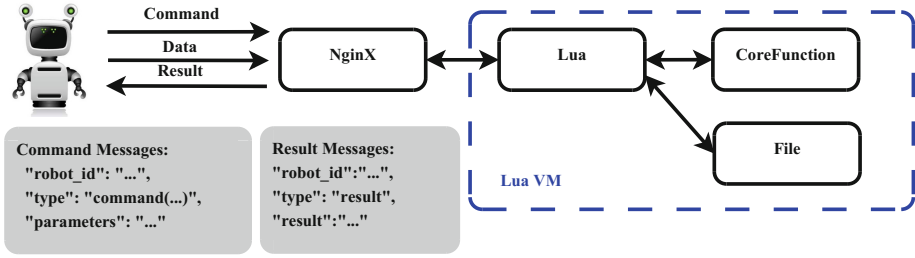 Command
Data
Result
NginX
Lua
CoreFunction
File
Lua VM
Command Messages:
"robot_id": "...",
"type": "command(...)",
"parameters": "..."
Result Messages:
"robot_id":"...",
"type": "result",
"result":"..."